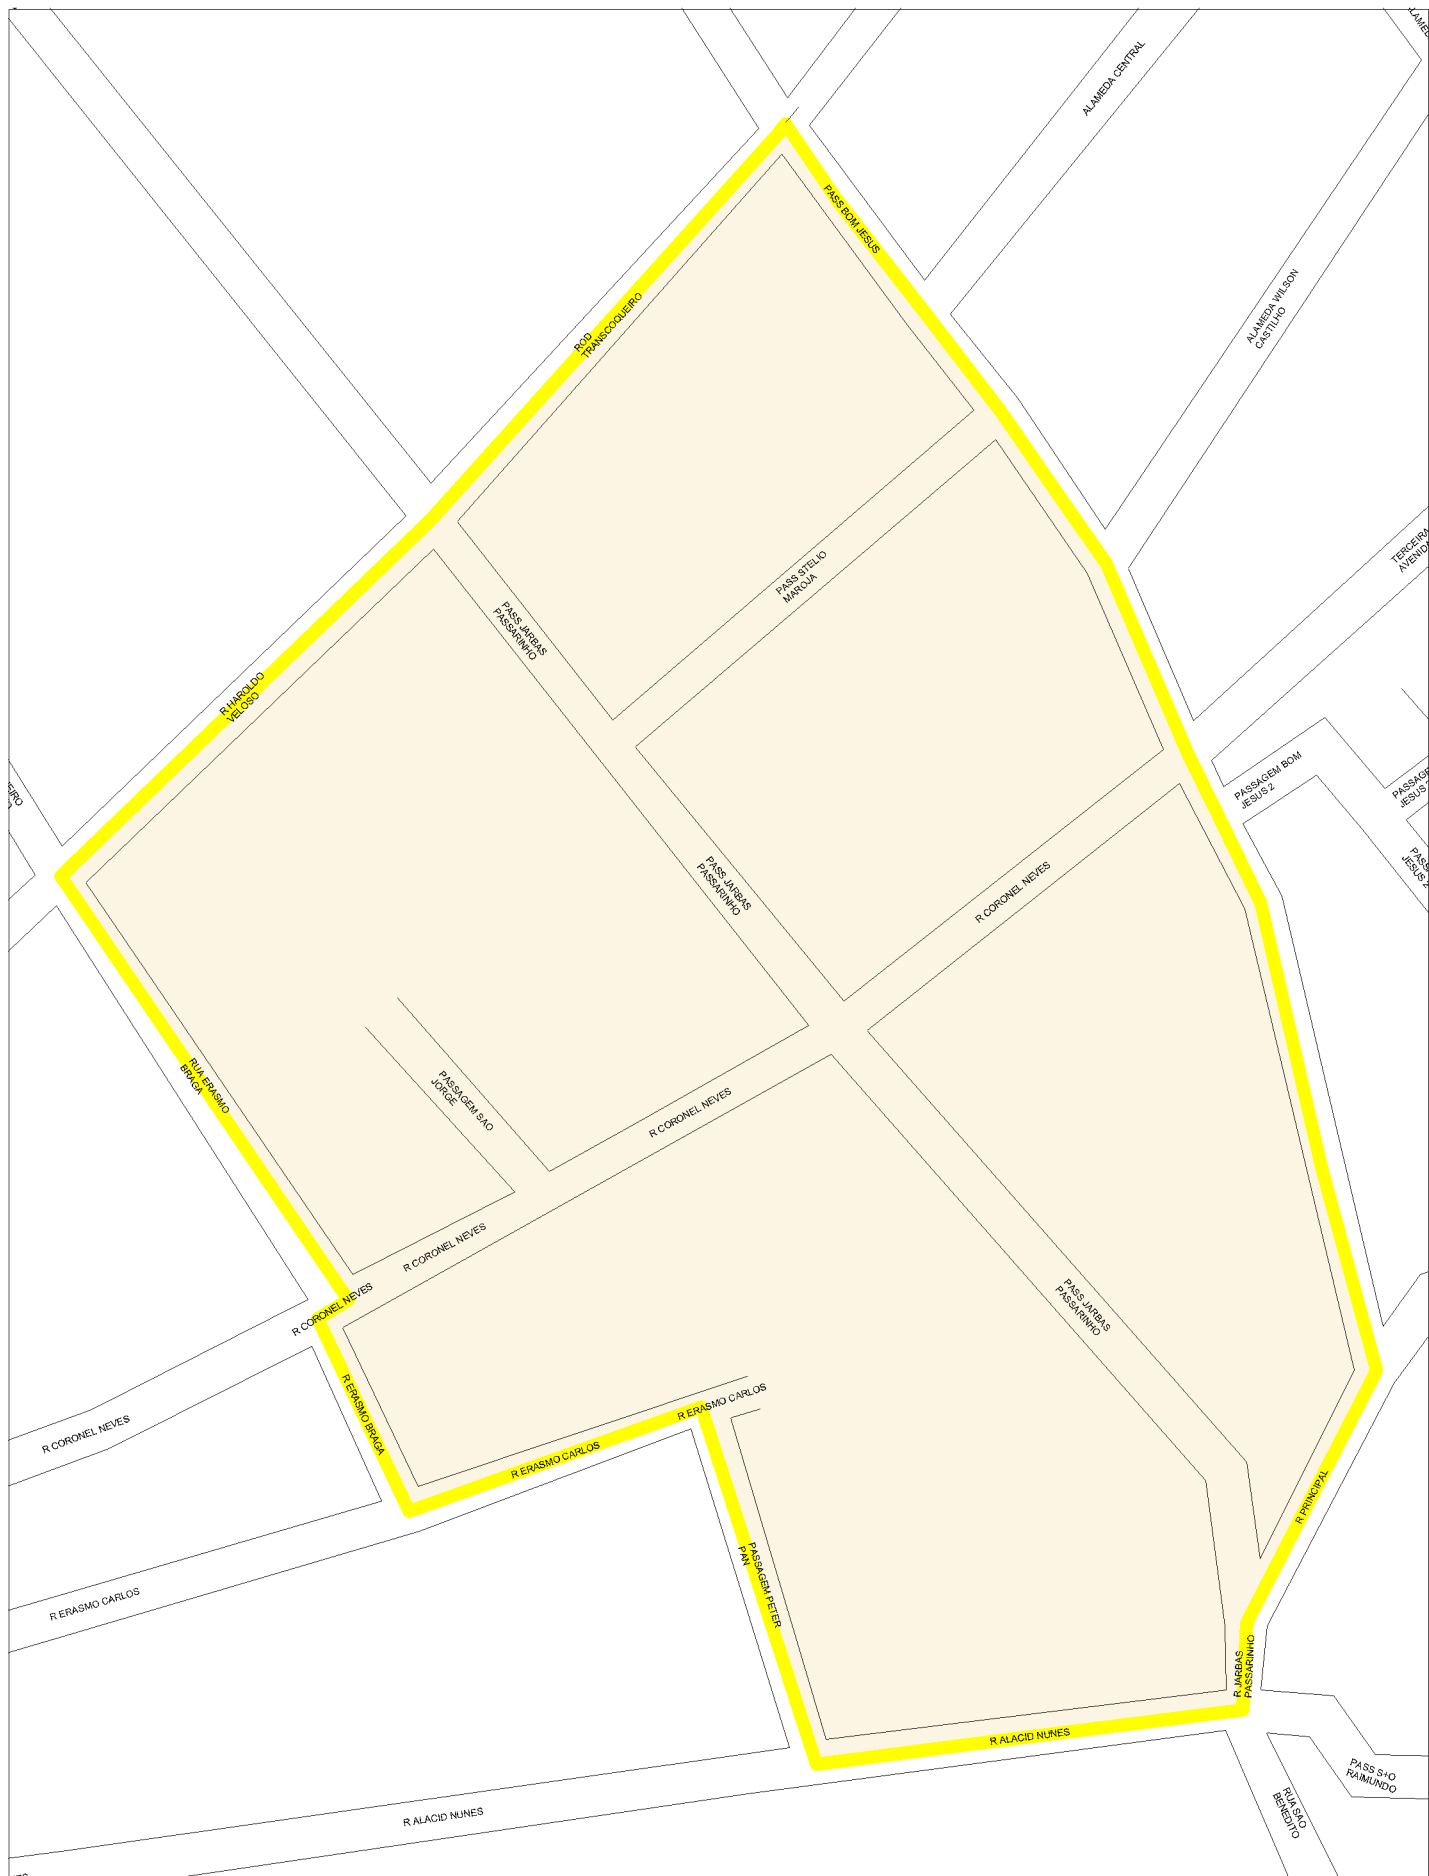 ALAMEDA CENTRAL
PASS BOM JESUS
ROD
TRANSCOQUEIRO
ALAMEDA WILSON
CASTILHO
TERCEIRA
PASS STELIO
MAROJA
PASS JARBAS
PASSARINHO
R HAROLDO
VELOSO
PASSAGEM BOM
JESUS 2
JESUS 2
PASS JARBAS
PASSARINHO
R CORONEL NEVES
RUA ERASMO
BRAGA
PASSAGEM SAO
JORGE
R CORONEL NEVES
R CORONEL NEVES
R CORONEL NEVES
PASS JARBAS
PASSARINHO
R ERASMO BRAGA
R ERASMO CARLOS
R CORONEL NEVES
R ERASMO CARLOS
R PRINCIPAL
PASSAGEM PETER
PAN
R ERASMO CARLOS
R JARBAS
PASSARINHO
R ALACID NUNES
PASS S+O
RAIMUNDO
R ALACID NUNES
RUA SAO
BENEDITO